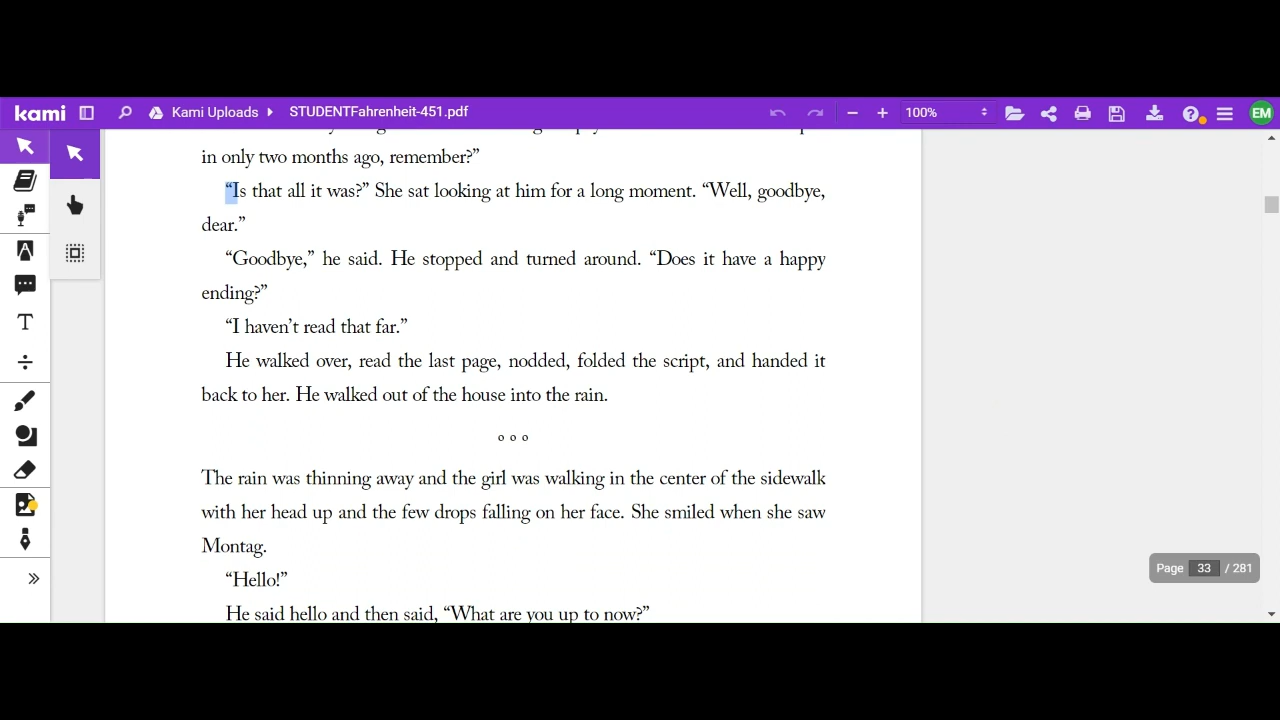 kami Kami Uploads STUDENTFahrenheit-451.pdf 100% EM
in only two months ago, remember?”
“Is that all it was?” She sat looking at him for a long moment. “Well, goodbye,
dear.”
“Goodbye,” he said. He stopped and turned around. “Does it have a happy
ending?”
“I haven’t read that far.”
He walked over, read the last page, nodded, folded the script, and handed it
back to her. He walked out of the house into the rain.
The rain was thinning away and the girl was walking in the center of the sidewalk
with her head up and the few drops falling on her face. She smiled when she saw
Montag.
“Hello!”
He said hello and then said, “What are you up to now?”
Page 33 / 281